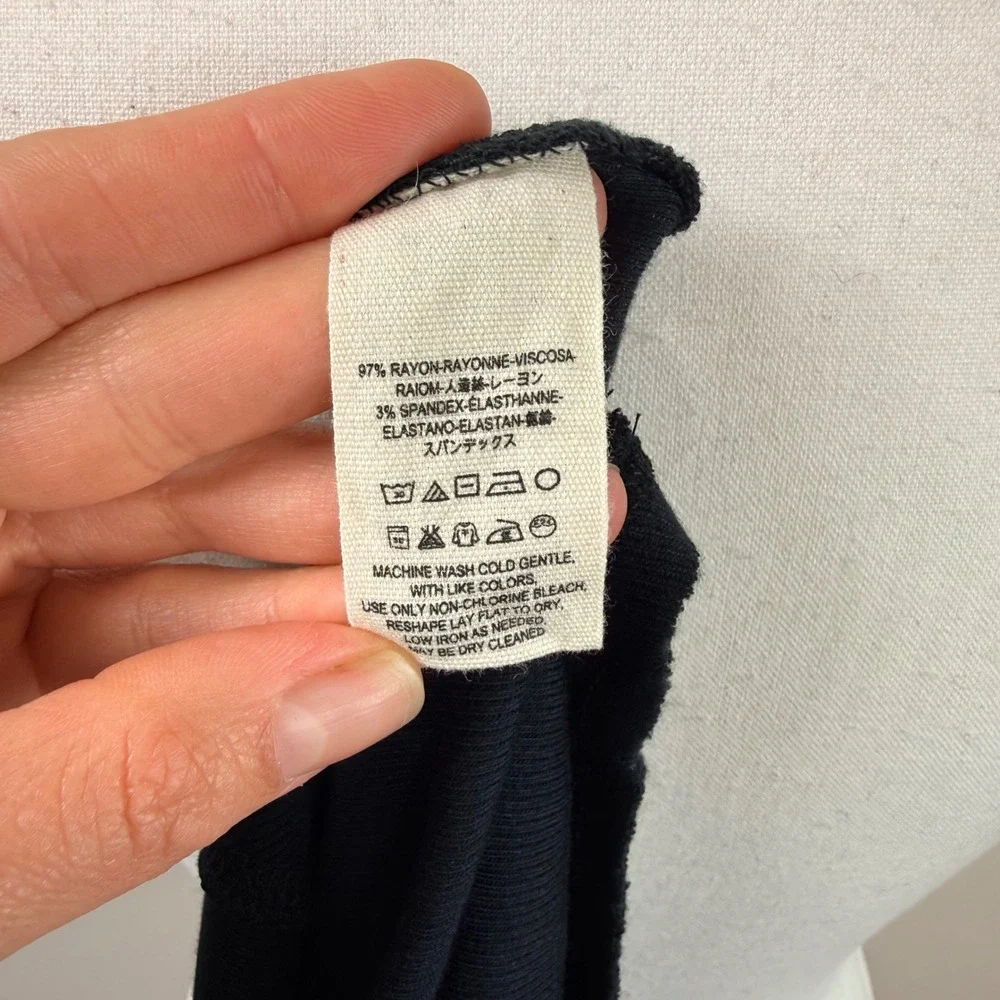 97% RAYON-RAYONNE-VISCOSA-
RAIOM-人造絲-レーヨン
3% SPANDEX-ÉLASTHANNE-
ELASTANO-ELASTAN-氨綸-
スパンデックス
30
30
MACHINE WASH COLD GENTLE,
WITH LIKE COLORS,
USE ONLY NON-CHLORINE BLEACH,
RESHAPE LAY FLAT TO DRY,
LOW IRON AS NEEDED,
MAY BE DRY CLEANED